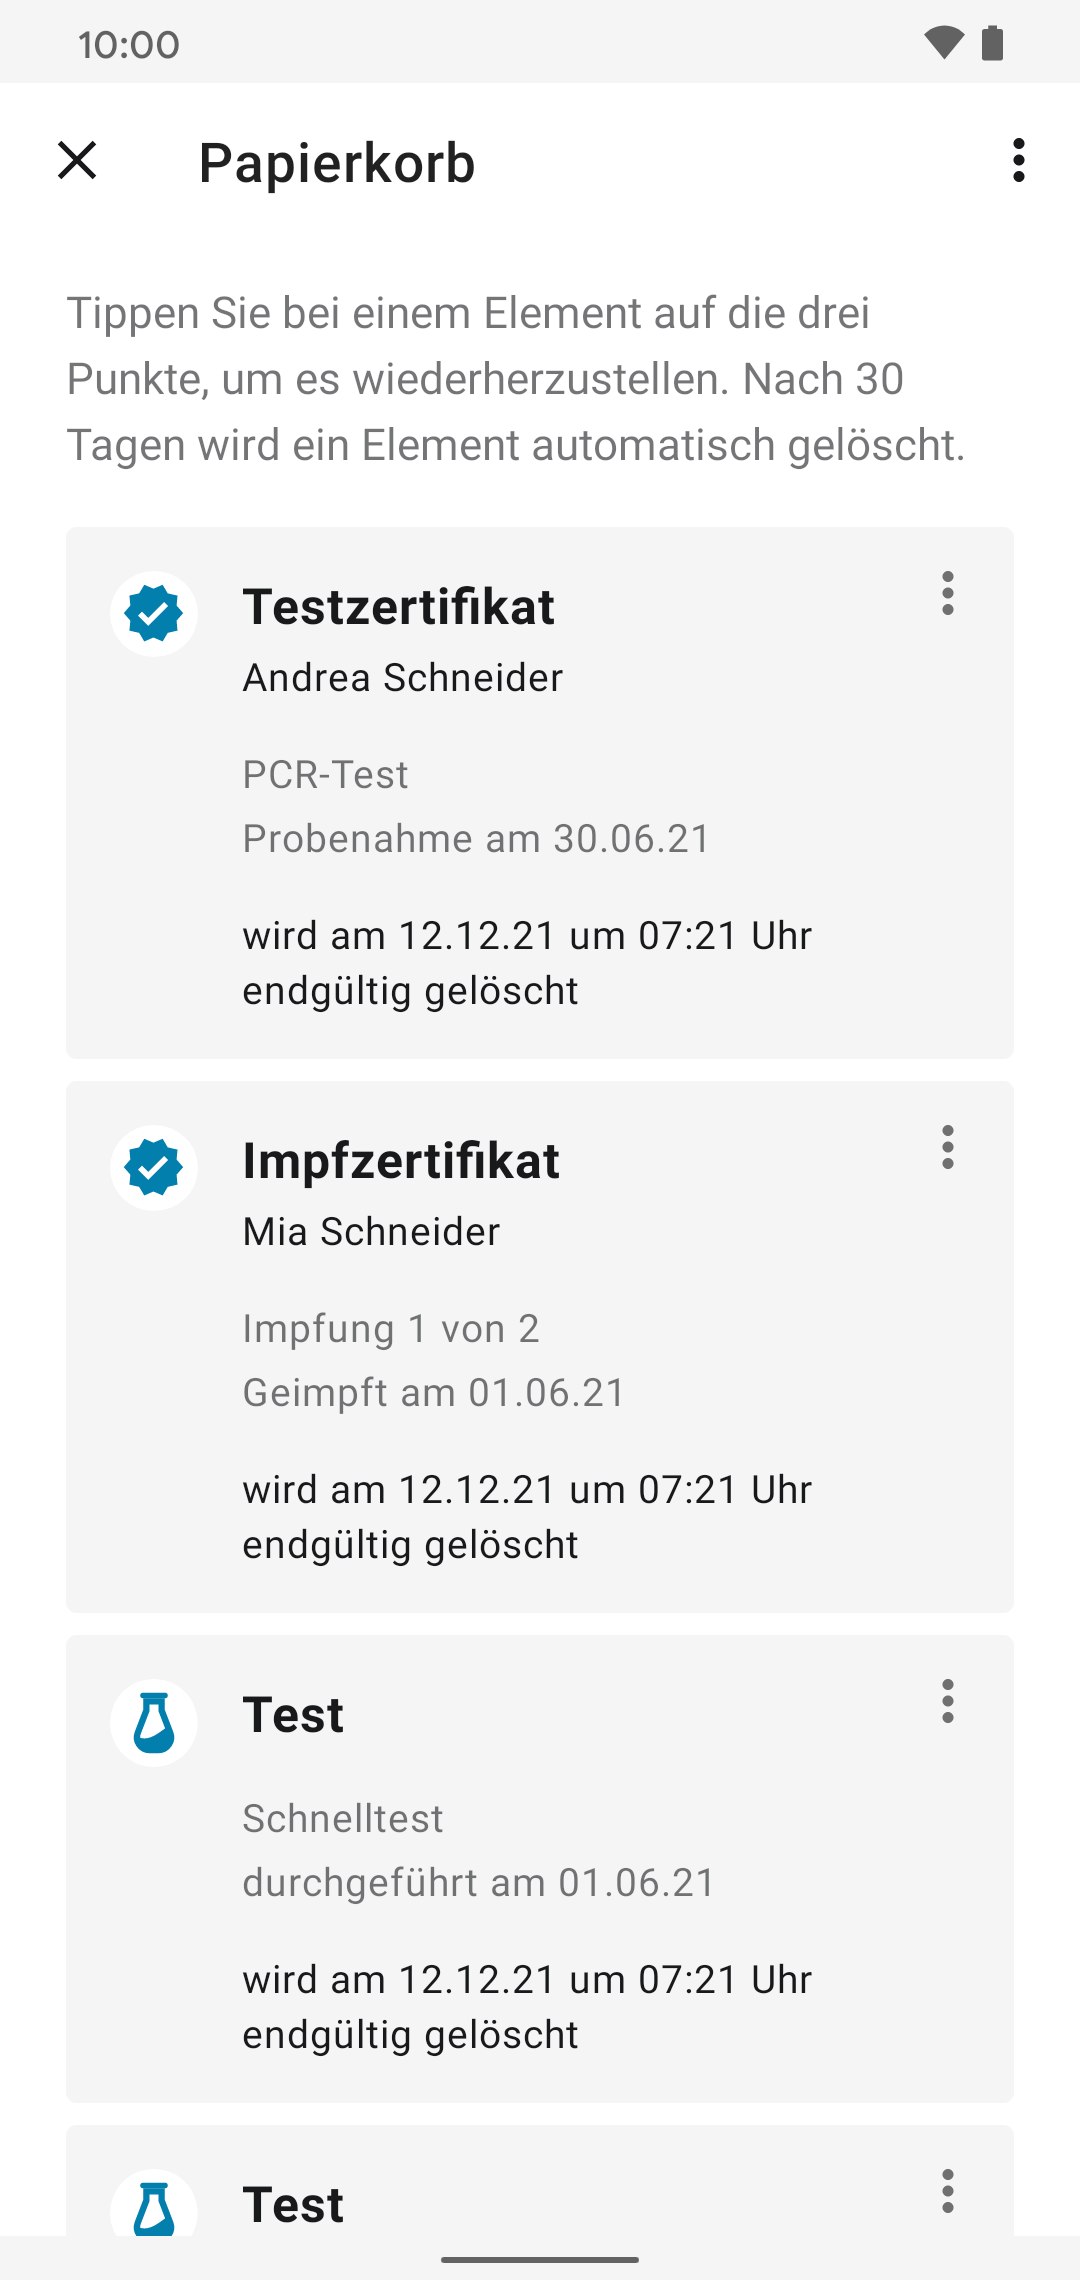 10:00
Papierkorb
Tippen Sie bei einem Element auf die drei
Punkte, um es wiederherzustellen. Nach 30
Tagen wird ein Element automatisch gelöscht.
Testzertifikat
Andrea Schneider
PCR-Test
Probenahme am 30.06.21
wird am 12.12.21 um 07:21 Uhr
endgültig gelöscht
Impfzertifikat
Mia Schneider
Impfung 1 von 2
Geimpft am 01.06.21
wird am 12.12.21 um 07:21 Uhr
endgültig gelöscht
Test
Schnelltest
durchgeführt am 01.06.21
wird am 12.12.21 um 07:21 Uhr
endgültig gelöscht
Test